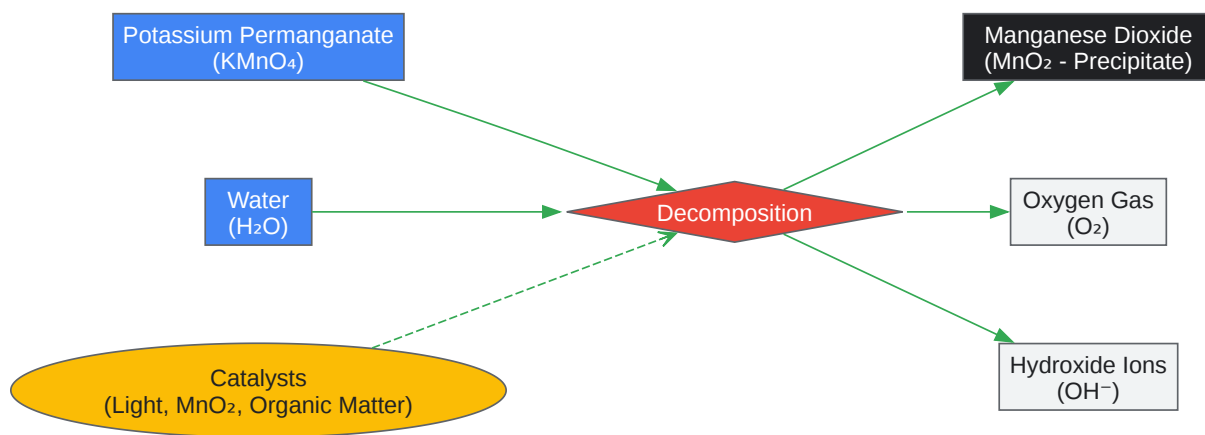 Potassium Permanganate
(KMnO₄)
Manganese Dioxide
(MnO₂ - Precipitate)
Water
(H₂O)
Decomposition
Oxygen Gas
(O₂)
Catalysts
(Light, MnO₂, Organic Matter)
Hydroxide Ions
(OH⁻)